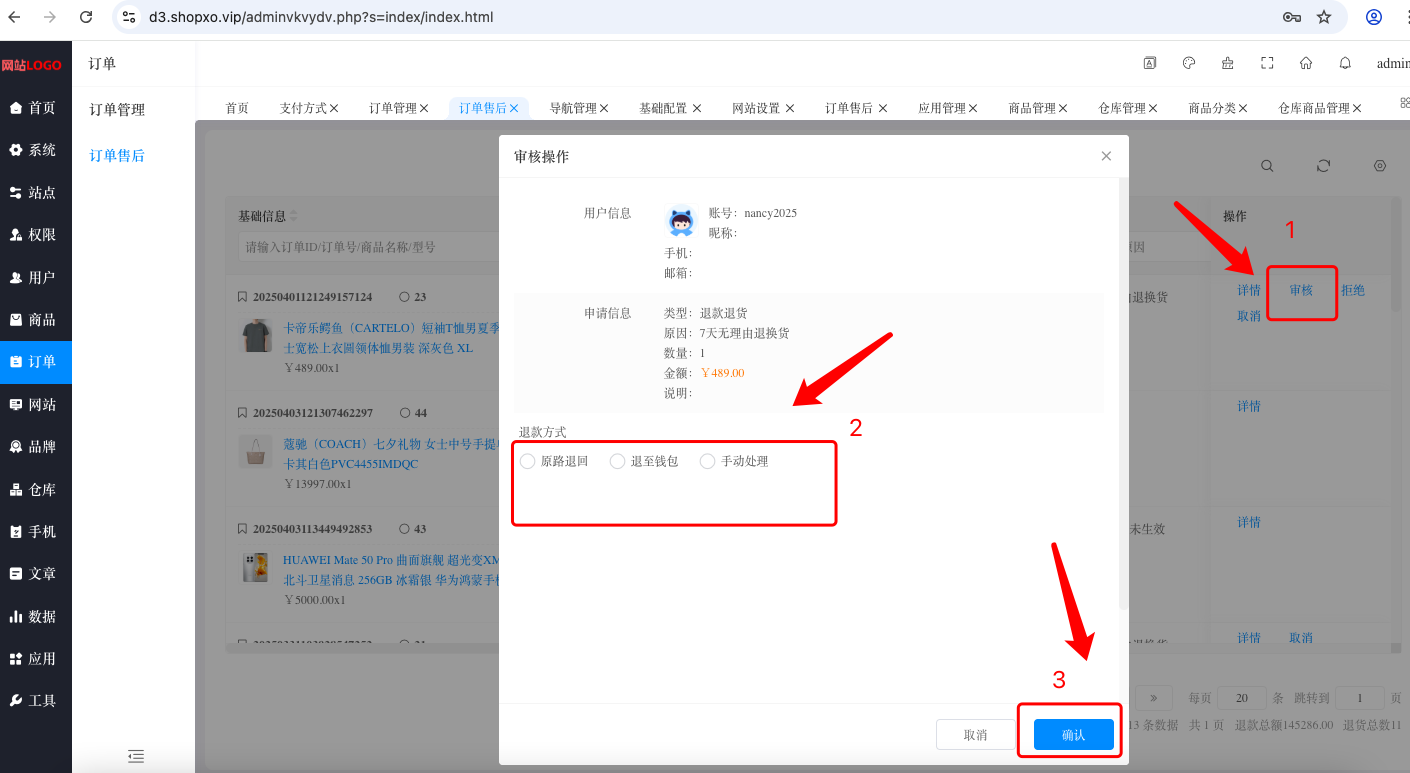 d3.shopxo.vip/adminvkvydv.php?s=index/index.html
网站LOGO
首页
系统
站点
权限
用户
商品
订单
网站
品牌
仓库
手机
文章
数据
应用
工具
订单
订单管理
订单售后
admin
首页 支付方式 订单管理 订单售后 导航管理 基础配置 网站设置 订单售后 应用管理 商品管理 仓库管理 商品分类 仓库商品管理
基础信息
请输入订单ID/订单号/商品名称/型号
20250401121249157124 23
卡帝乐鳄鱼（CARTELO）短袖T恤男夏季
士宽松上衣圆领体恤男装 深灰色 XL
￥489.00x1
20250403121307462297 44
蔻驰（COACH）七夕礼物 女士中号手提
卡其白色PVC4455IMDQC
￥13997.00x1
20250403113449492853 43
HUAWEI Mate 50 Pro 曲面旗舰 超光变XM
北斗卫星消息 256GB 冰霜银 华为鸿蒙手机
￥5000.00x1
审核操作
用户信息
账号：nancy2025
昵称：
手机：
邮箱：
申请信息
类型：退款退货
原因：7天无理由退换货
数量：1
金额：￥489.00
说明：
退款方式
原路退回 退至钱包 手动处理
2
3
取消 确认
操作
1
原因
由退换货
详情 审核 拒绝
取消
详情
未生效
详情
退换货
详情 取消
» 每页 20 条 跳转到 1 页
13 条数据 共 1 页 退款总额145286.00 退货总数11